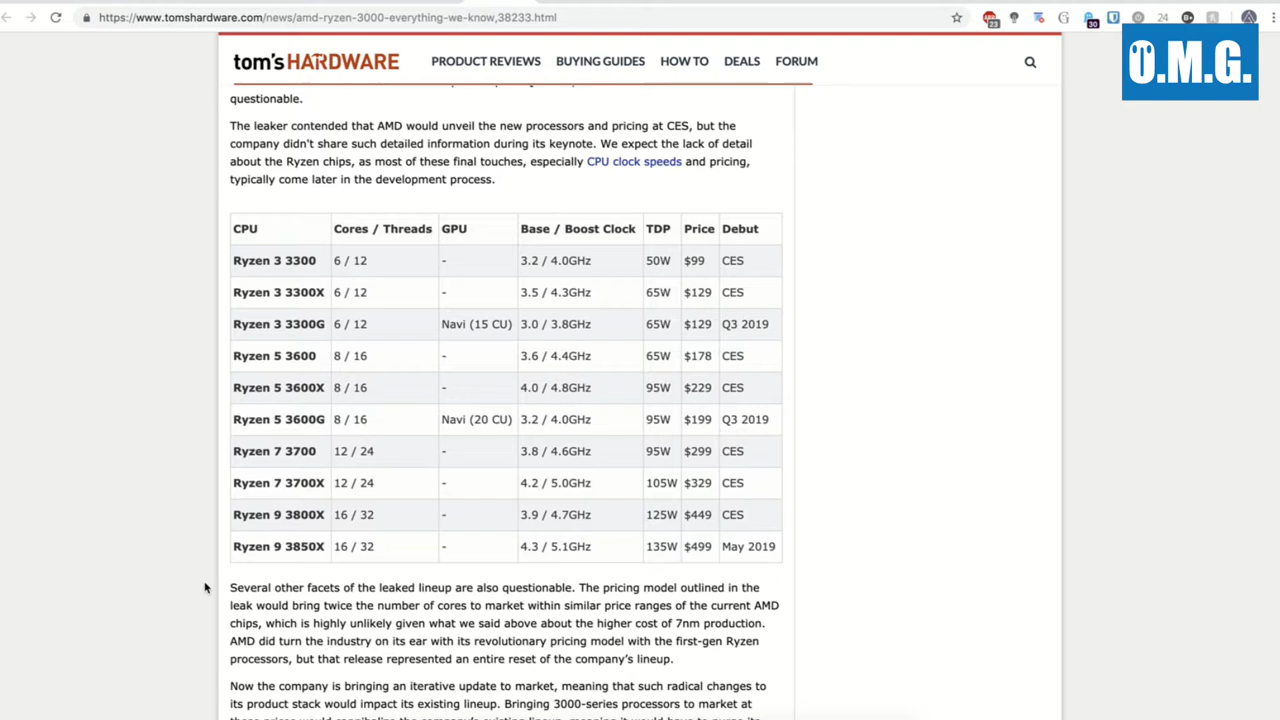 https://www.tomshardware.com/news/amd-ryzen-3000-everything-we-know,38233.html
23
30
24
O.M.G.
tom's HARDWARE
PRODUCT REVIEWS BUYING GUIDES HOW TO DEALS FORUM
questionable.
The leaker contended that AMD would unveil the new processors and pricing at CES, but the
company didn't share such detailed information during its keynote. We expect the lack of detail
about the Ryzen chips, as most of these final touches, especially CPU clock speeds and pricing,
typically come later in the development process.
CPU Cores / Threads GPU Base / Boost Clock TDP Price Debut
Ryzen 3 3300 6 / 12 - 3.2 / 4.0GHz 50W $99 CES
Ryzen 3 3300X 6 / 12 - 3.5 / 4.3GHz 65W $129 CES
Ryzen 3 3300G 6 / 12 Navi (15 CU) 3.0 / 3.8GHz 65W $129 Q3 2019
Ryzen 5 3600 8 / 16 - 3.6 / 4.4GHz 65W $178 CES
Ryzen 5 3600X 8 / 16 - 4.0 / 4.8GHz 95W $229 CES
Ryzen 5 3600G 8 / 16 Navi (20 CU) 3.2 / 4.0GHz 95W $199 Q3 2019
Ryzen 7 3700 12 / 24 - 3.8 / 4.6GHz 95W $299 CES
Ryzen 7 3700X 12 / 24 - 4.2 / 5.0GHz 105W $329 CES
Ryzen 9 3800X 16 / 32 - 3.9 / 4.7GHz 125W $449 CES
Ryzen 9 3850X 16 / 32 - 4.3 / 5.1GHz 135W $499 May 2019
Several other facets of the leaked lineup are also questionable. The pricing model outlined in the
leak would bring twice the number of cores to market within similar price ranges of the current AMD
chips, which is highly unlikely given what we said above about the higher cost of 7nm production.
AMD did turn the industry on its ear with its revolutionary pricing model with the first-gen Ryzen
processors, but that release represented an entire reset of the company's lineup.
Now the company is bringing an iterative update to market, meaning that such radical changes to
its product stack would impact its existing lineup. Bringing 3000-series processors to market at